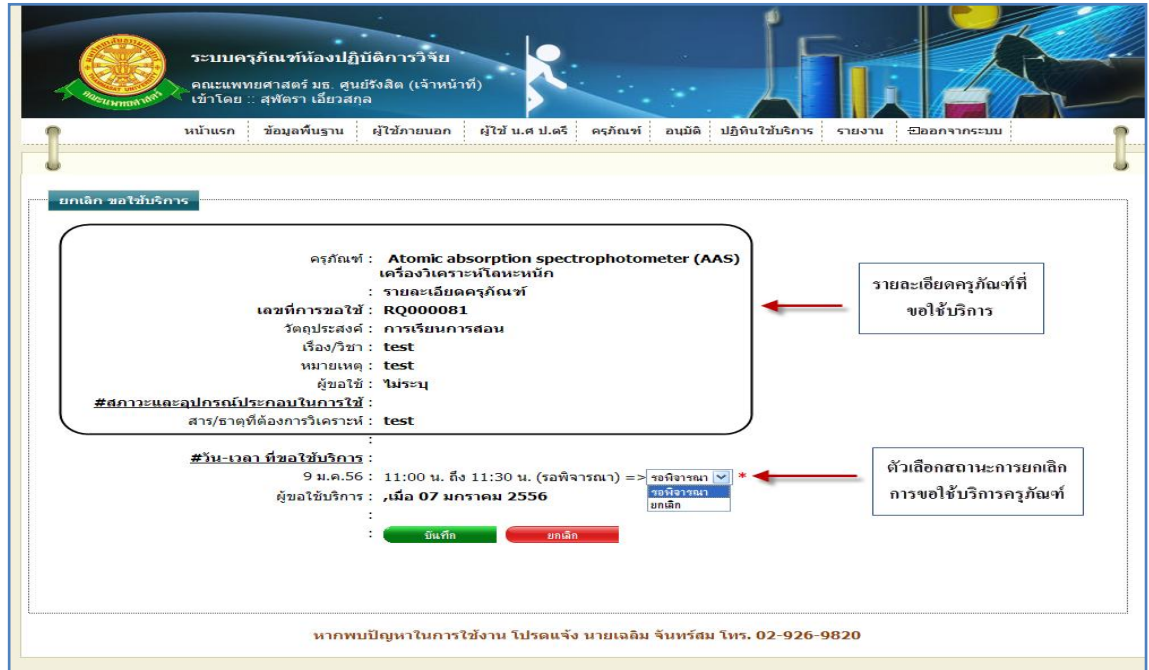 ระบบครุภัณฑ์ห้องปฏิบัติการวิจัย
คณะแพทยศาสตร์ มธ. ศูนย์รังสิต (เจ้าหน้าที่)
เข้าโดย :: สุพัตรา เอี่ยวสกุล
หน้าแรก ข้อมูลพื้นฐาน ผู้ใช้ภายนอก ผู้ใช้ น.ศ ป.ตรี ครุภัณฑ์ อนุมัติ ปฏิทินใช้บริการ รายงาน ออกจากระบบ
ยกเลิก ขอใช้บริการ
ครุภัณฑ์ : Atomic absorption spectrophotometer (AAS)
เครื่องวิเคราะห์โลหะหนัก
: รายละเอียดครุภัณฑ์
เลขที่การขอใช้ : RQ000081
วัตถุประสงค์ : การเรียนการสอน
เรื่อง/วิชา : test
หมายเหตุ : test
ผู้ขอใช้ : ไม่ระบุ
#สภาวะและอุปกรณ์ประกอบในการใช้ :
สาร/ธาตุที่ต้องการวิเคราะห์ : test
:
#วัน-เวลา ที่ขอใช้บริการ :
9 ม.ค.56 : 11:00 น. ถึง 11:30 น. (รอพิจารณา) => รอพิจารณา *
รอพิจารณา
ยกเลิก
ผู้ขอใช้บริการ : ,เมื่อ 07 มกราคม 2556
:
: บันทึก ยกเลิก
รายละเอียดครุภัณฑ์ที่
ขอใช้บริการ
ตัวเลือกสถานะการยกเลิก
การขอใช้บริการครุภัณฑ์
หากพบปัญหาในการใช้งาน โปรดแจ้ง นายเฉลิม จันทร์สม โทร. 02-926-9820